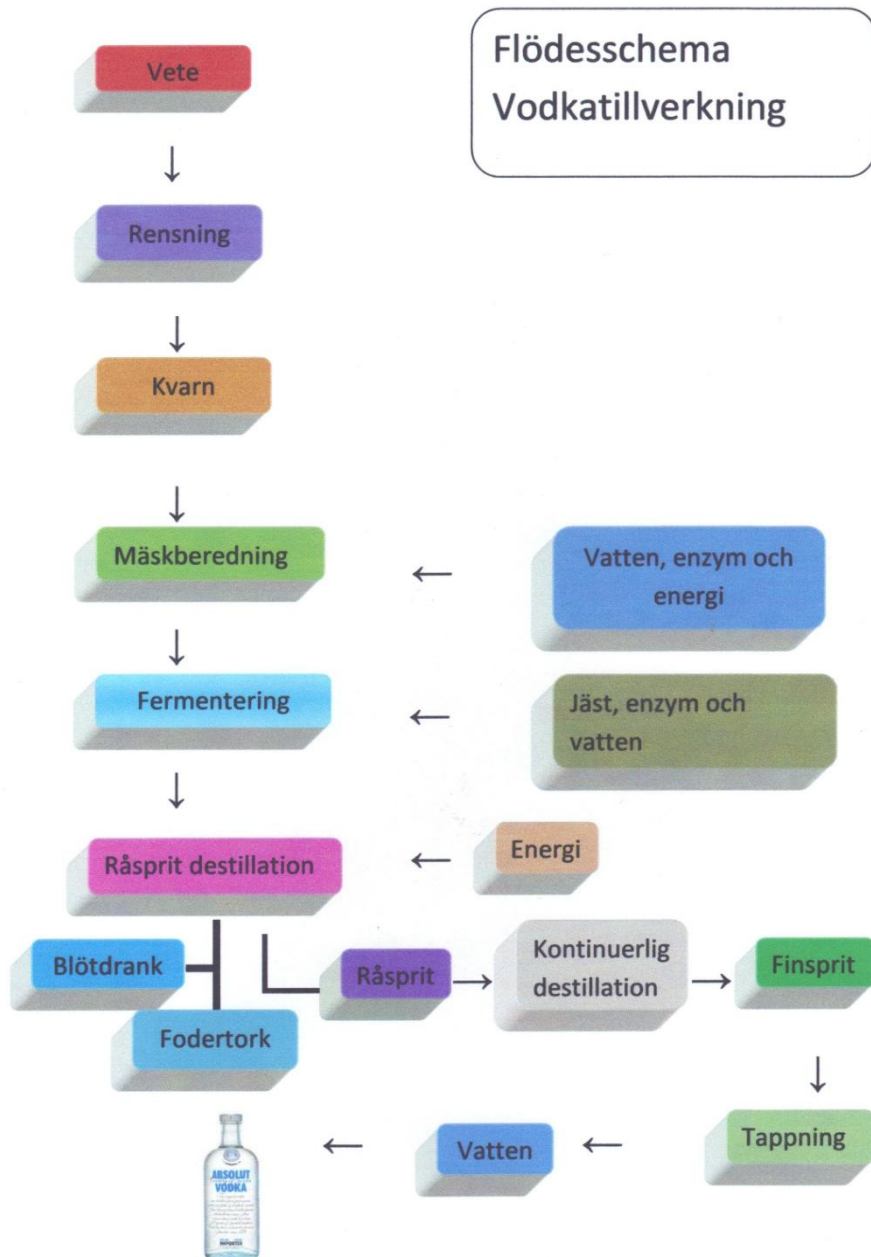 Flödesschema
Vodkatillverkning
Vete
Rensning
Kvarn
Mäskberedning
Vatten, enzym och
energi
Fermentering
Jäst, enzym och
vatten
Råsprit destillation
Energi
Blötdrank
Fodertork
Råsprit
Kontinuerlig
destillation
Finsprit
Tappning
Vatten
ABSOLUT
VODKA
IMPORTED